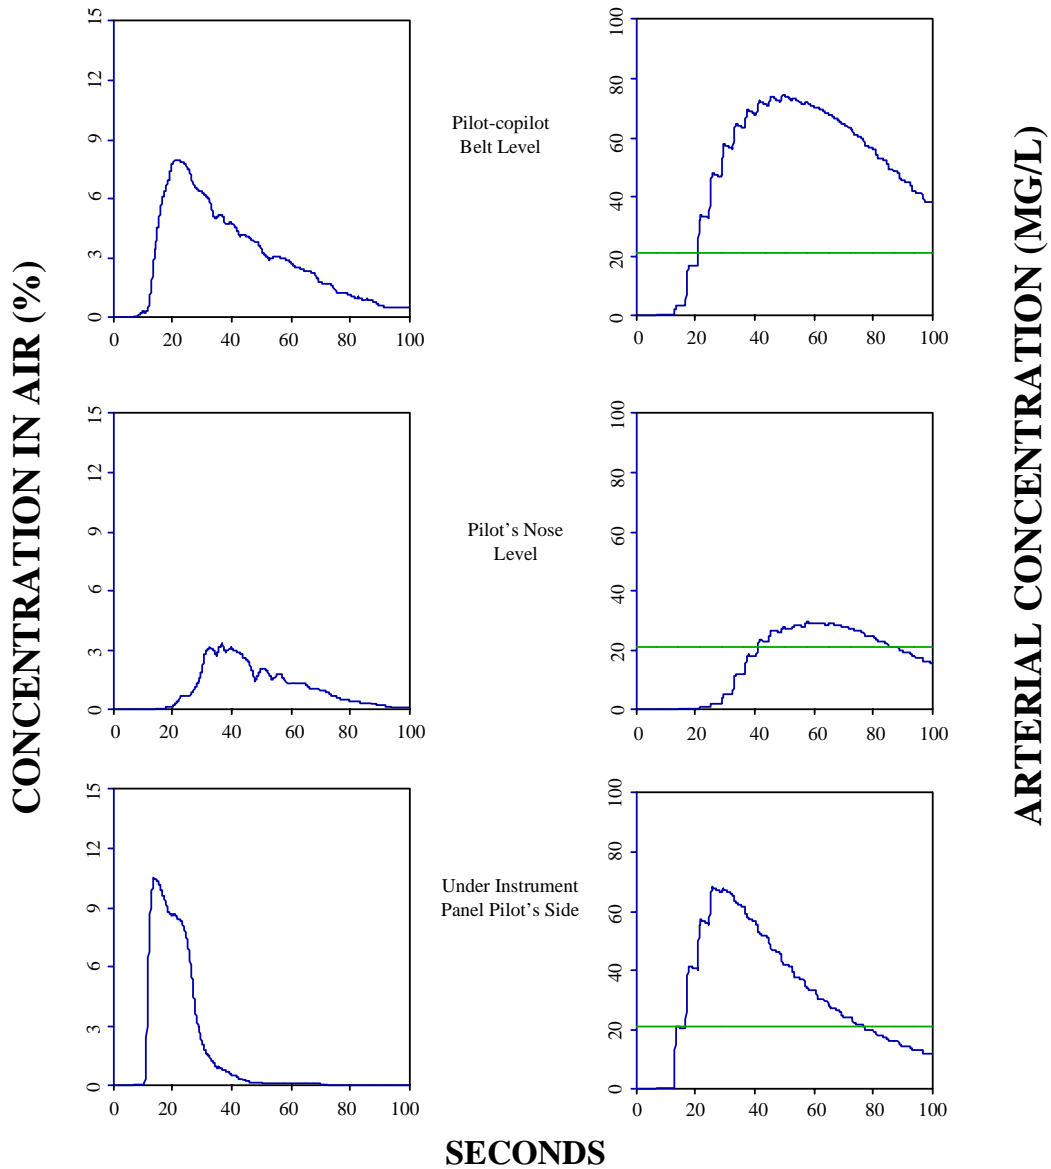 CONCENTRATION IN AIR (%)
15
12
9
6
3
0
0 20 40 60 80 100
Pilot-copilot
Belt Level
100
80
60
40
20
0
0 20 40 60 80 100
15
12
9
6
3
0
0 20 40 60 80 100
Pilot’s Nose
Level
100
80
60
40
20
0
0 20 40 60 80 100
15
12
9
6
3
0
0 20 40 60 80 100
Under Instrument
Panel Pilot’s Side
100
80
60
40
20
0
0 20 40 60 80 100
ARTERIAL CONCENTRATION (MG/L)
SECONDS